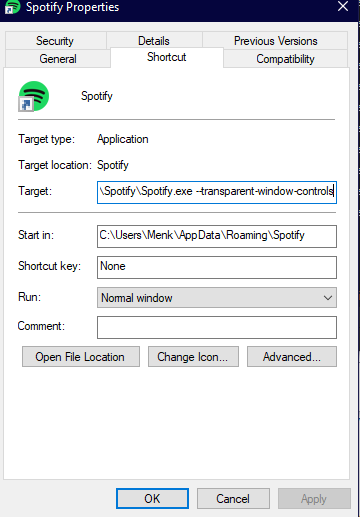 Spotify Properties
Security Details Previous Versions
General Shortcut Compatibility
Spotify
Target type: Application
Target location: Spotify
Target: \Spotify\Spotify.exe --transparent-window-controls
Start in: C:\Users\Menk\AppData\Roaming\Spotify
Shortcut key: None
Run: Normal window
Comment:
Open File Location Change Icon... Advanced...
OK Cancel Apply